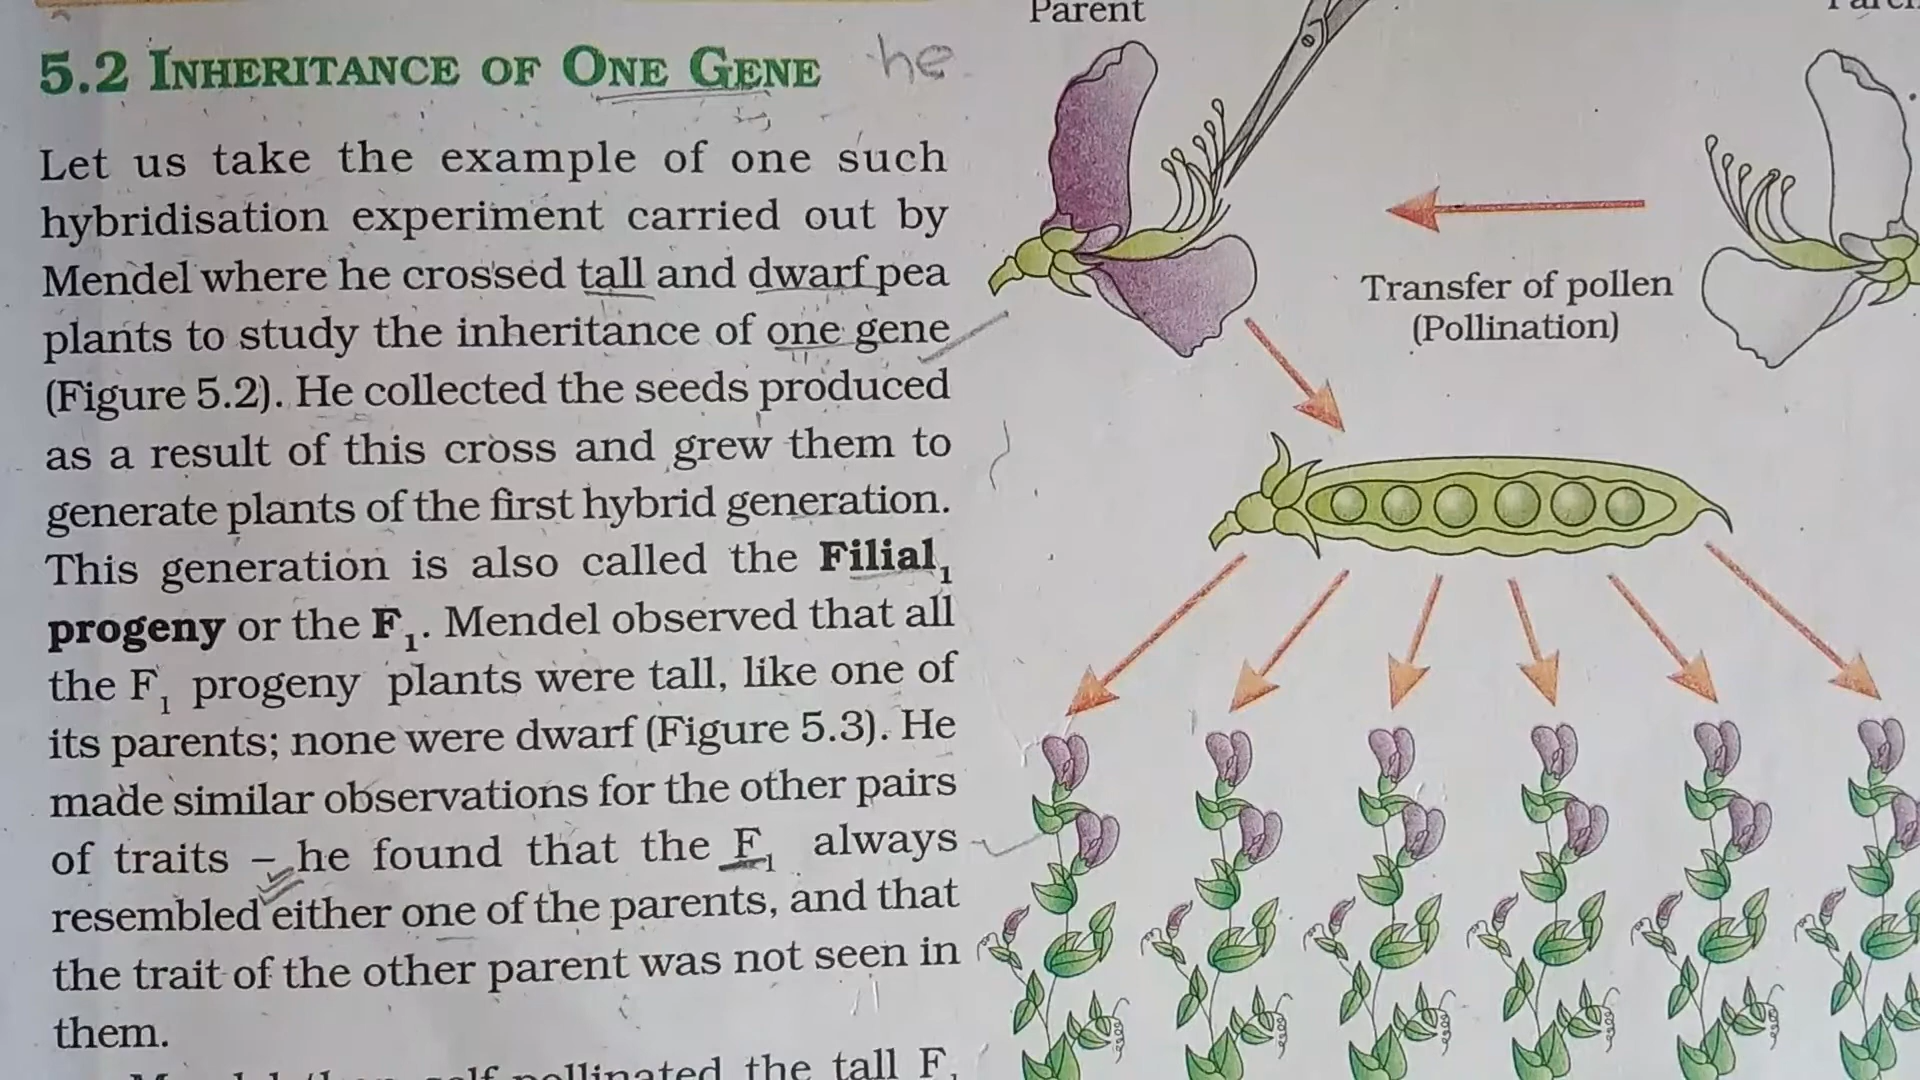 5.2 INHERITANCE OF ONE GENE he
Let us take the example of one such
hybridisation experiment carried out by
Mendel where he crossed tall and dwarf pea
plants to study the inheritance of one gene
(Figure 5.2). He collected the seeds produced
as a result of this cross and grew them to
generate plants of the first hybrid generation.
This generation is also called the Filial₁
progeny or the F₁. Mendel observed that all
the F₁ progeny plants were tall, like one of
its parents; none were dwarf (Figure 5.3). He
made similar observations for the other pairs
of traits – he found that the F₁ always
resembled either one of the parents, and that
the trait of the other parent was not seen in
them.
self-pollinated the tall F₁
Parent
Transfer of pollen
(Pollination)